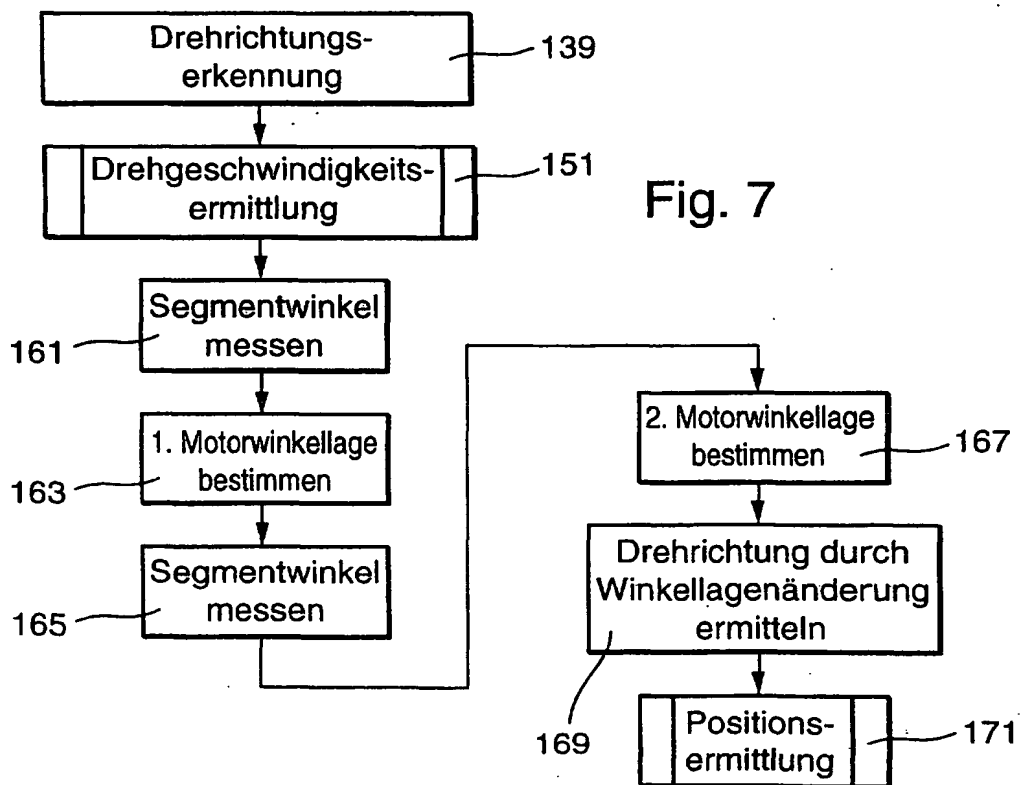 Drehrichtungs-
erkennung
139
Drehgeschwindigkeits-
ermittlung
151
Fig. 7
Segmentwinkel
messen
161
1. Motorwinkellage
bestimmen
163
Segmentwinkel
messen
165
2. Motorwinkellage
bestimmen
167
Drehrichtung durch
Winkellagenänderung
ermitteln
169
Positions-
ermittlung
171